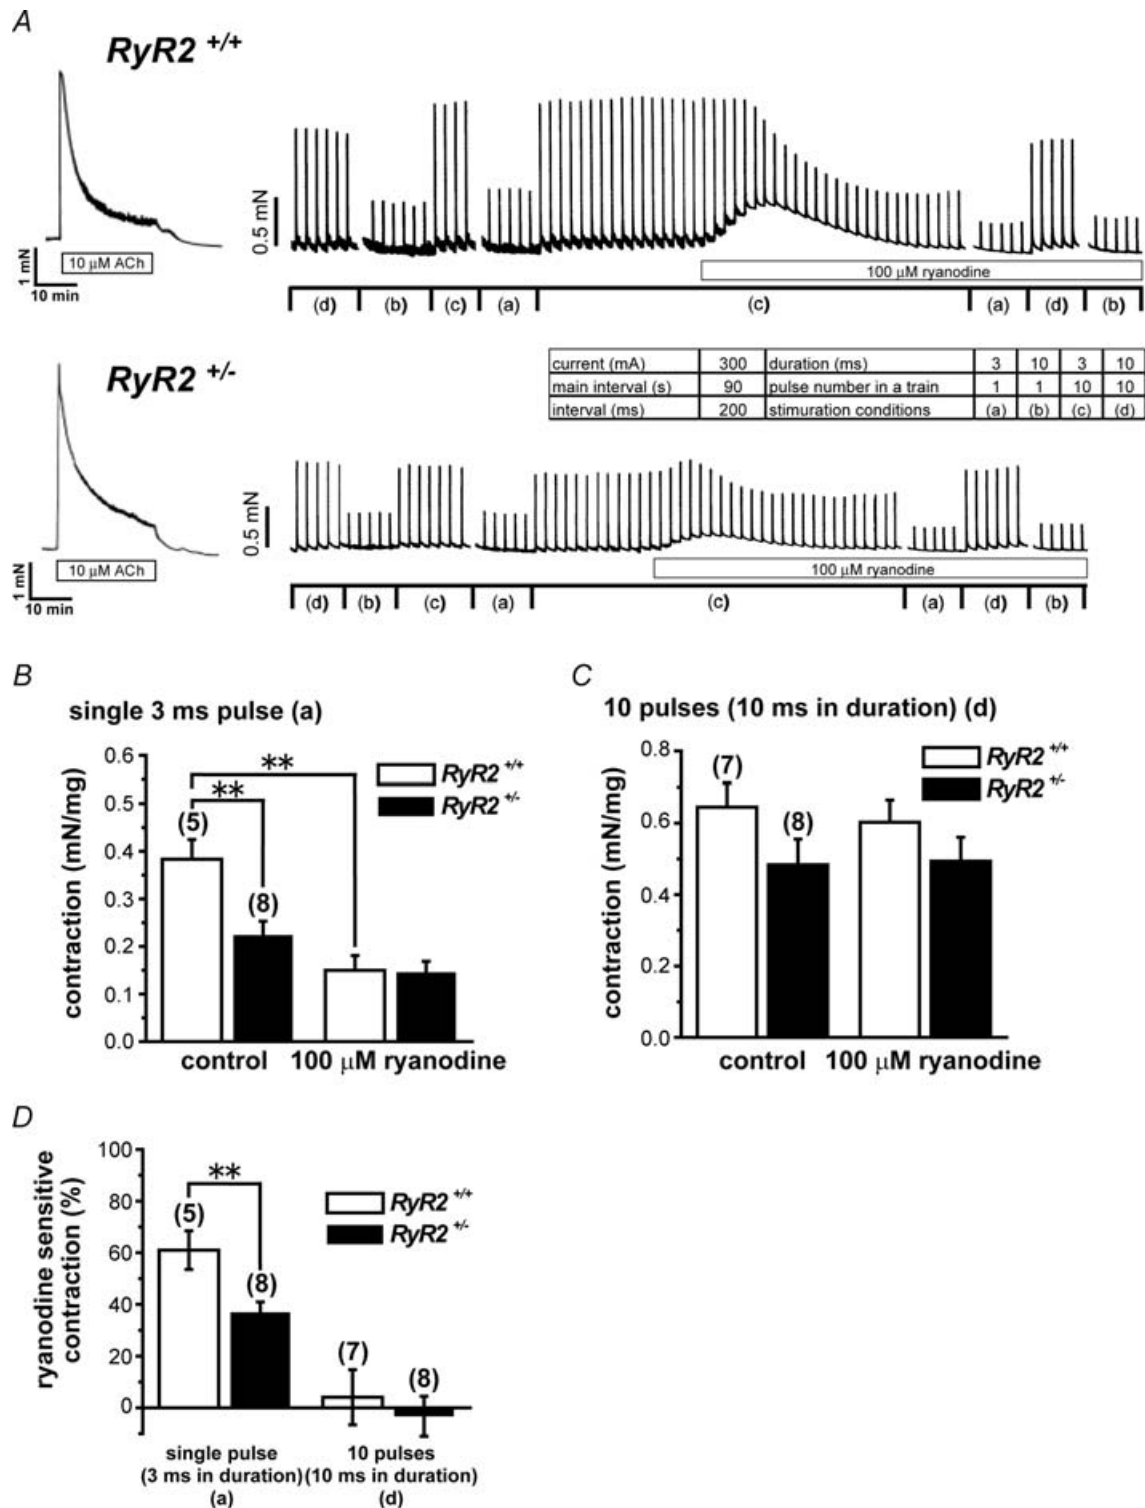 A
RyR2 +/+
10 μM ACh
1 mN
10 min
0.5 mN
100 μM ryanodine
(d) (b) (c) (a) (c) (a) (d) (b)
RyR2 +/-
current (mA) 300 duration (ms) 3 10 3 10
main interval (s) 90 pulse number in a train 1 1 10 10
interval (ms) 200 stimuration conditions (a) (b) (c) (d)
10 μM ACh
1 mN
10 min
0.5 mN
100 μM ryanodine
(d) (b) (c) (a) (c) (a) (d) (b)
B
single 3 ms pulse (a)
contraction (mN/mg)
0.6
0.5
0.4
0.3
0.2
0.1
0.0
**
**
(5)
(8)
RyR2 +/+
RyR2 +/-
control 100 μM ryanodine
C
10 pulses (10 ms in duration) (d)
contraction (mN/mg)
0.8
0.6
0.4
0.2
0.0
(7)
(8)
RyR2 +/+
RyR2 +/-
control 100 μM ryanodine
D
ryanodine sensitive
contraction (%)
100
80
60
40
20
0
**
(5)
(8)
(7)
(8)
RyR2 +/+
RyR2 +/-
single pulse 10 pulses
(3 ms in duration) (10 ms in duration)
(a) (d)